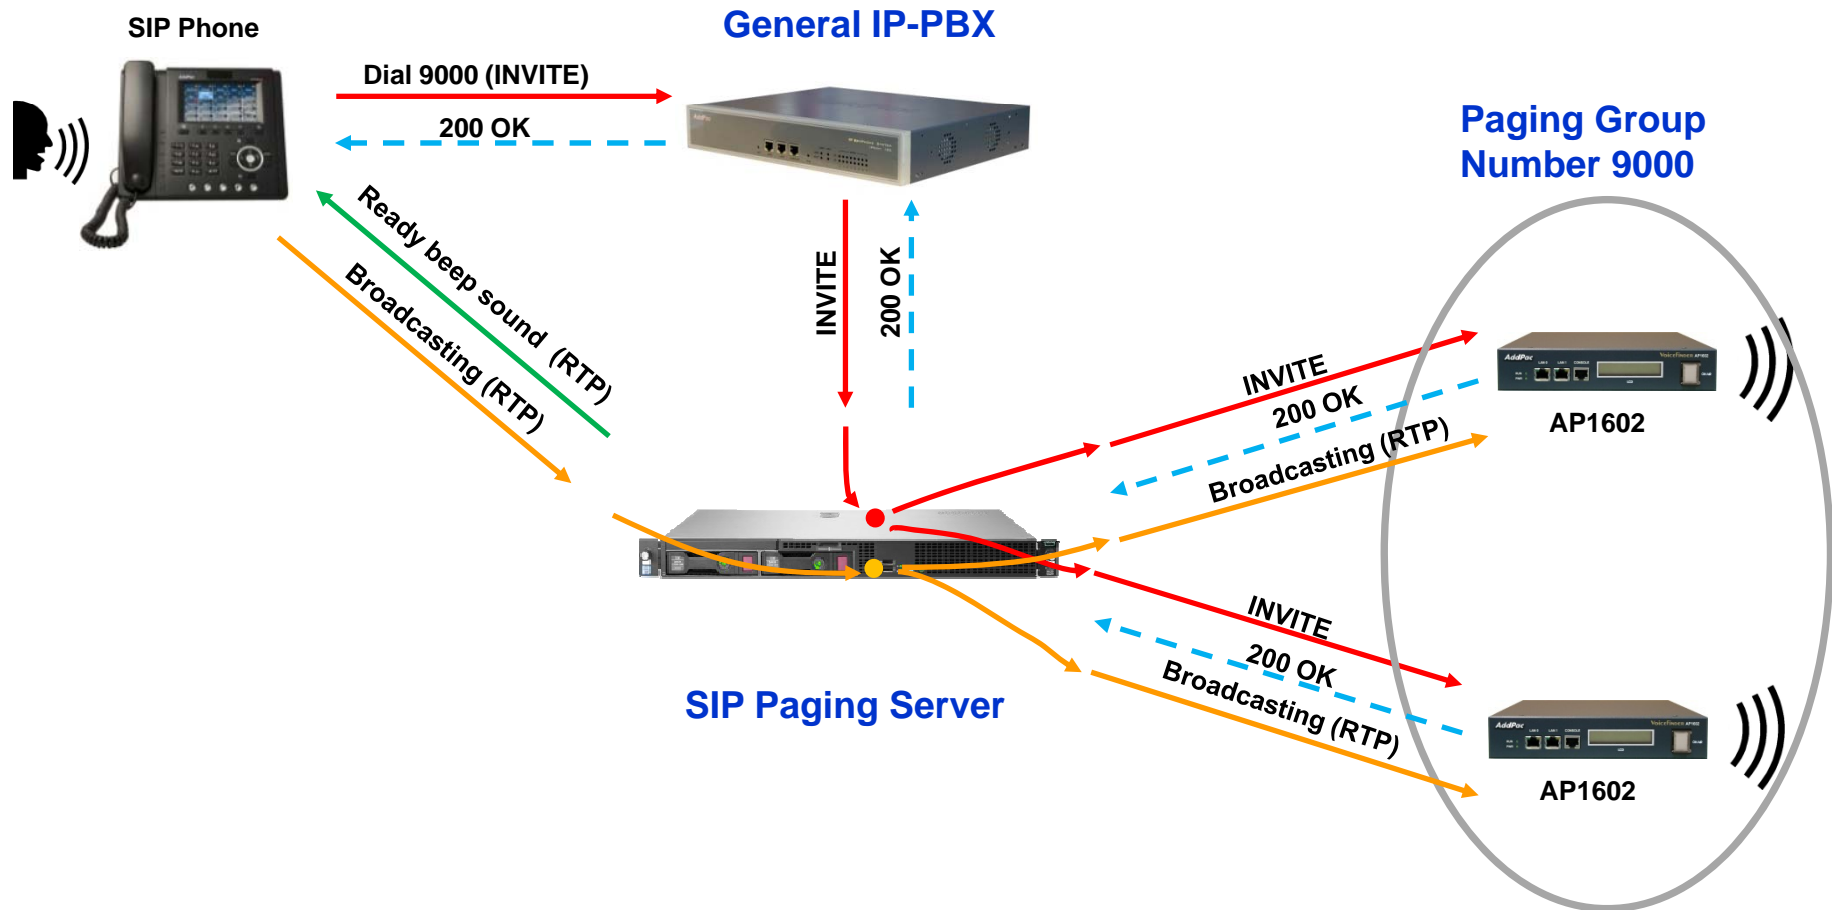 SIP Phone
General IP-PBX
Dial 9000 (INVITE)
200 OK
Paging Group
Number 9000
Ready beep sound (RTP)
Broadcasting (RTP)
INVITE
200 OK
INVITE
200 OK
Broadcasting (RTP)
AddPac
AP1602
INVITE
200 OK
Broadcasting (RTP)
SIP Paging Server
AddPac
AP1602